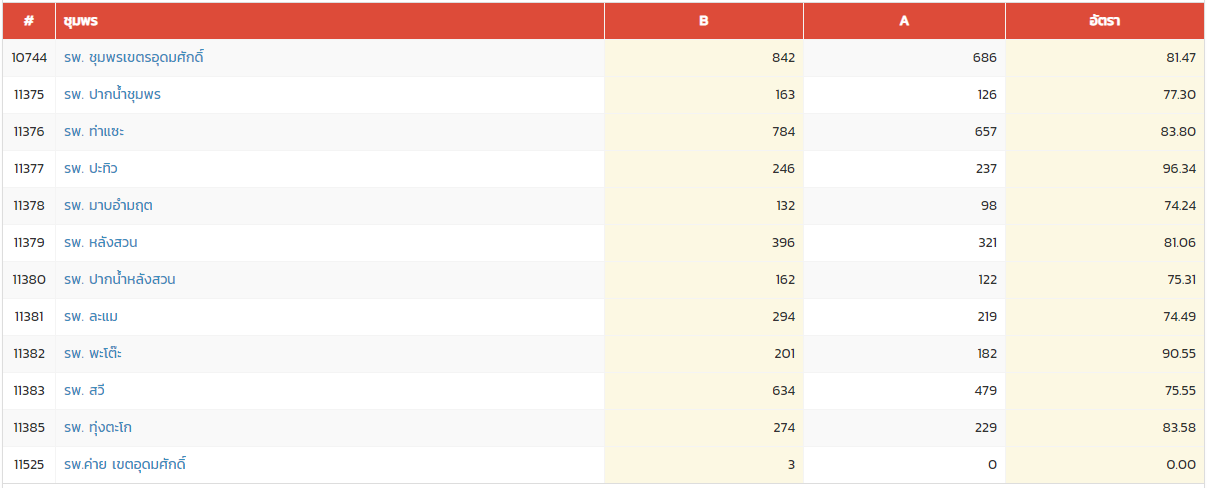 # ชุมพร B A อัตรา
10744 รพ. ชุมพรเขตรอุดมศักดิ์ 842 686 81.47
11375 รพ. ปากน้ำชุมพร 163 126 77.30
11376 รพ. ท่าแซะ 784 657 83.80
11377 รพ. ปะทิว 246 237 96.34
11378 รพ. มาบอำมฤต 132 98 74.24
11379 รพ. หลังสวน 396 321 81.06
11380 รพ. ปากน้ำหลังสวน 162 122 75.31
11381 รพ. ละแม 294 219 74.49
11382 รพ. พะโต๊ะ 201 182 90.55
11383 รพ. สวี 634 479 75.55
11385 รพ. ทุ่งตะโก 274 229 83.58
11525 รพ.ค่าย เขตอุดมศักดิ์ 3 0 0.00